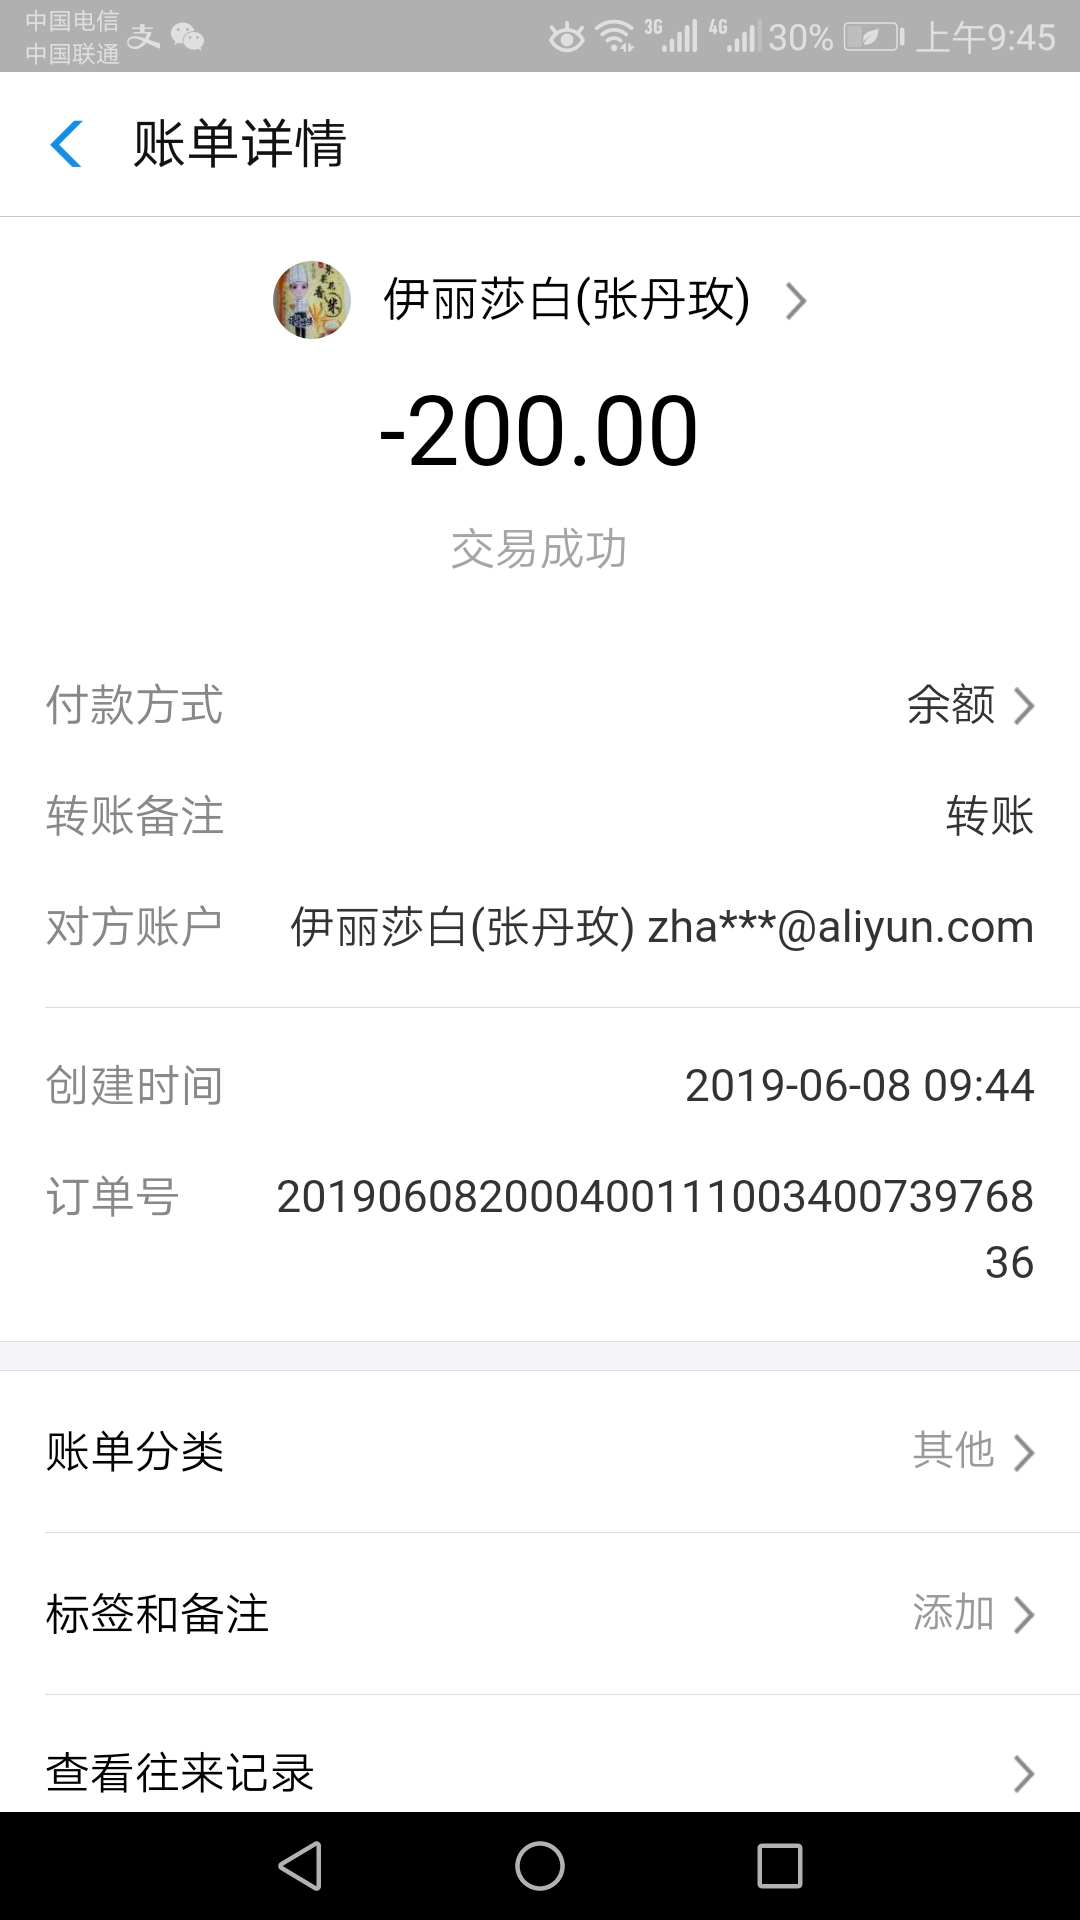 中国电信
中国联通
3G 4G 30% 上午9:45
账单详情
伊丽莎白(张丹玫)
-200.00
交易成功
付款方式 余额
转账备注 转账
对方账户 伊丽莎白(张丹玫) zha***@aliyun.com
创建时间 2019-06-08 09:44
订单号 2019060820004001110034007397​68
36
账单分类 其他
标签和备注 添加
查看往来记录